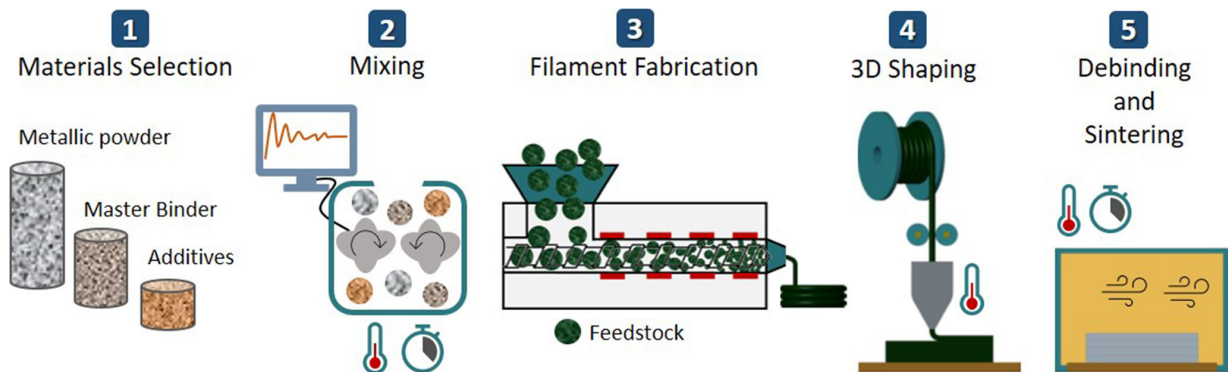 1
Materials Selection
Metallic powder
Master Binder
Additives
2
Mixing
3
Filament Fabrication
Feedstock
4
3D Shaping
5
Debinding
and
Sintering